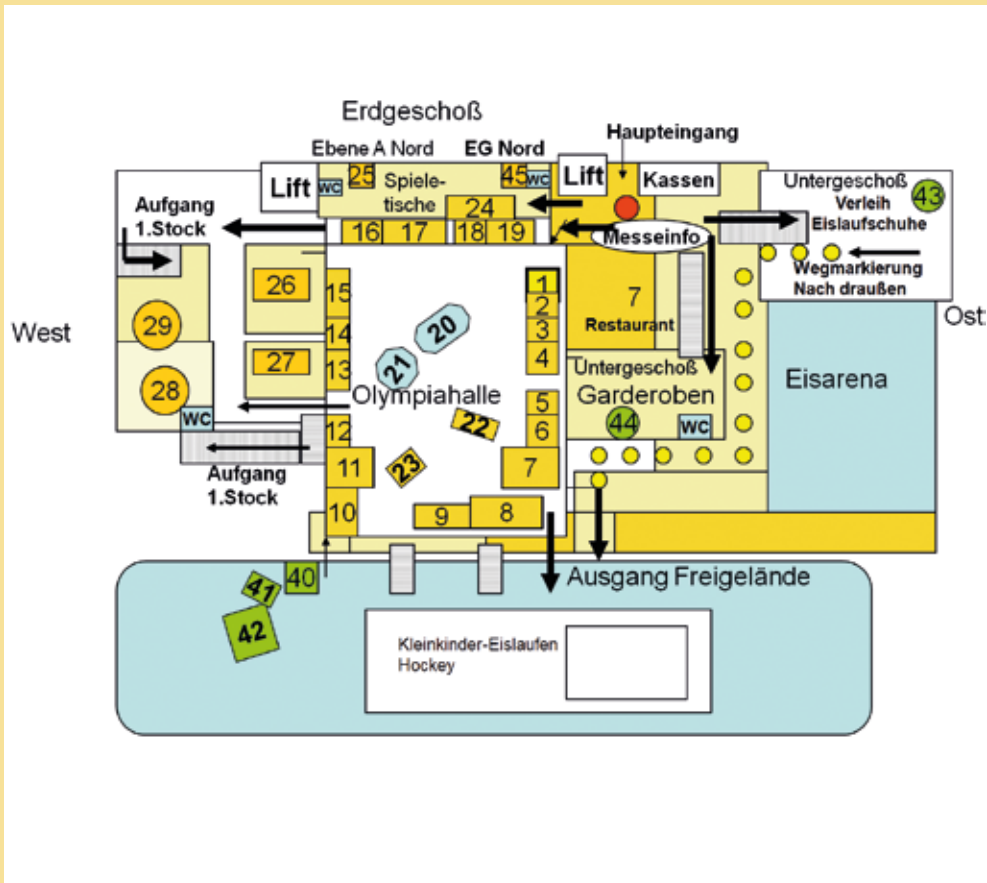 Erdgeschoß
Haupteingang
Ebene A Nord
EG Nord
Lift
WC
25
Spiele-
tische
45
WC
Lift
Kassen
Untergeschoß
Verleih
Eislaufschuhe
43
Aufgang
1.Stock
24
16
17
18
19
Messeinfo
Wegmarkierung
Nach draußen
West
Ost
29
28
26
27
WC
Aufgang
1.Stock
15
14
13
12
11
10
20
21
Olympiahalle
22
23
1
2
3
4
5
6
7
8
9
7
Restaurant
Untergeschoß
Garderoben
44
WC
Eisarena
40
41
42
Ausgang Freigelände
Kleinkinder-Eislaufen
Hockey